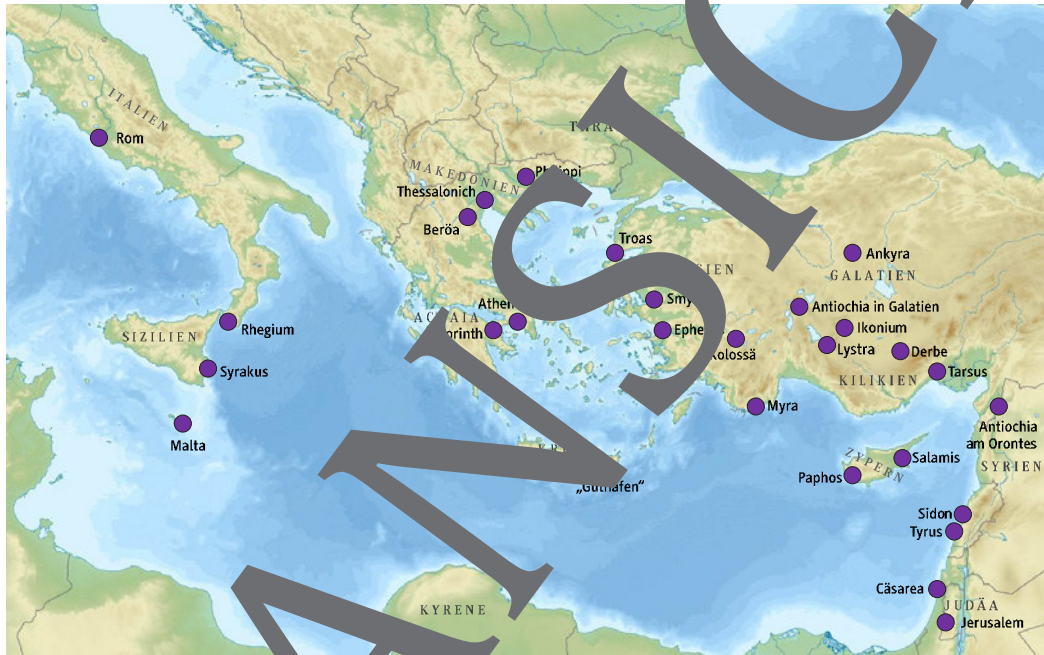 ITALIEN
Rom
MAKEDONIEN
Thessalonich
Beröa
Troas
Ankyra
GALATIEN
Antiochia in Galatien
Ikonium
Lystra
Derbe
Tarsus
KILIKIEN
Rhegium
SIZILIEN
Syrakus
Malta
Myra
Antiochia
am Orontes
SYRIEN
Salamis
ZYPERN
Paphos
„Guthäfen“
Sidon
Tyrus
Cäsarea
JUDÄA
Jerusalem
KYRENE